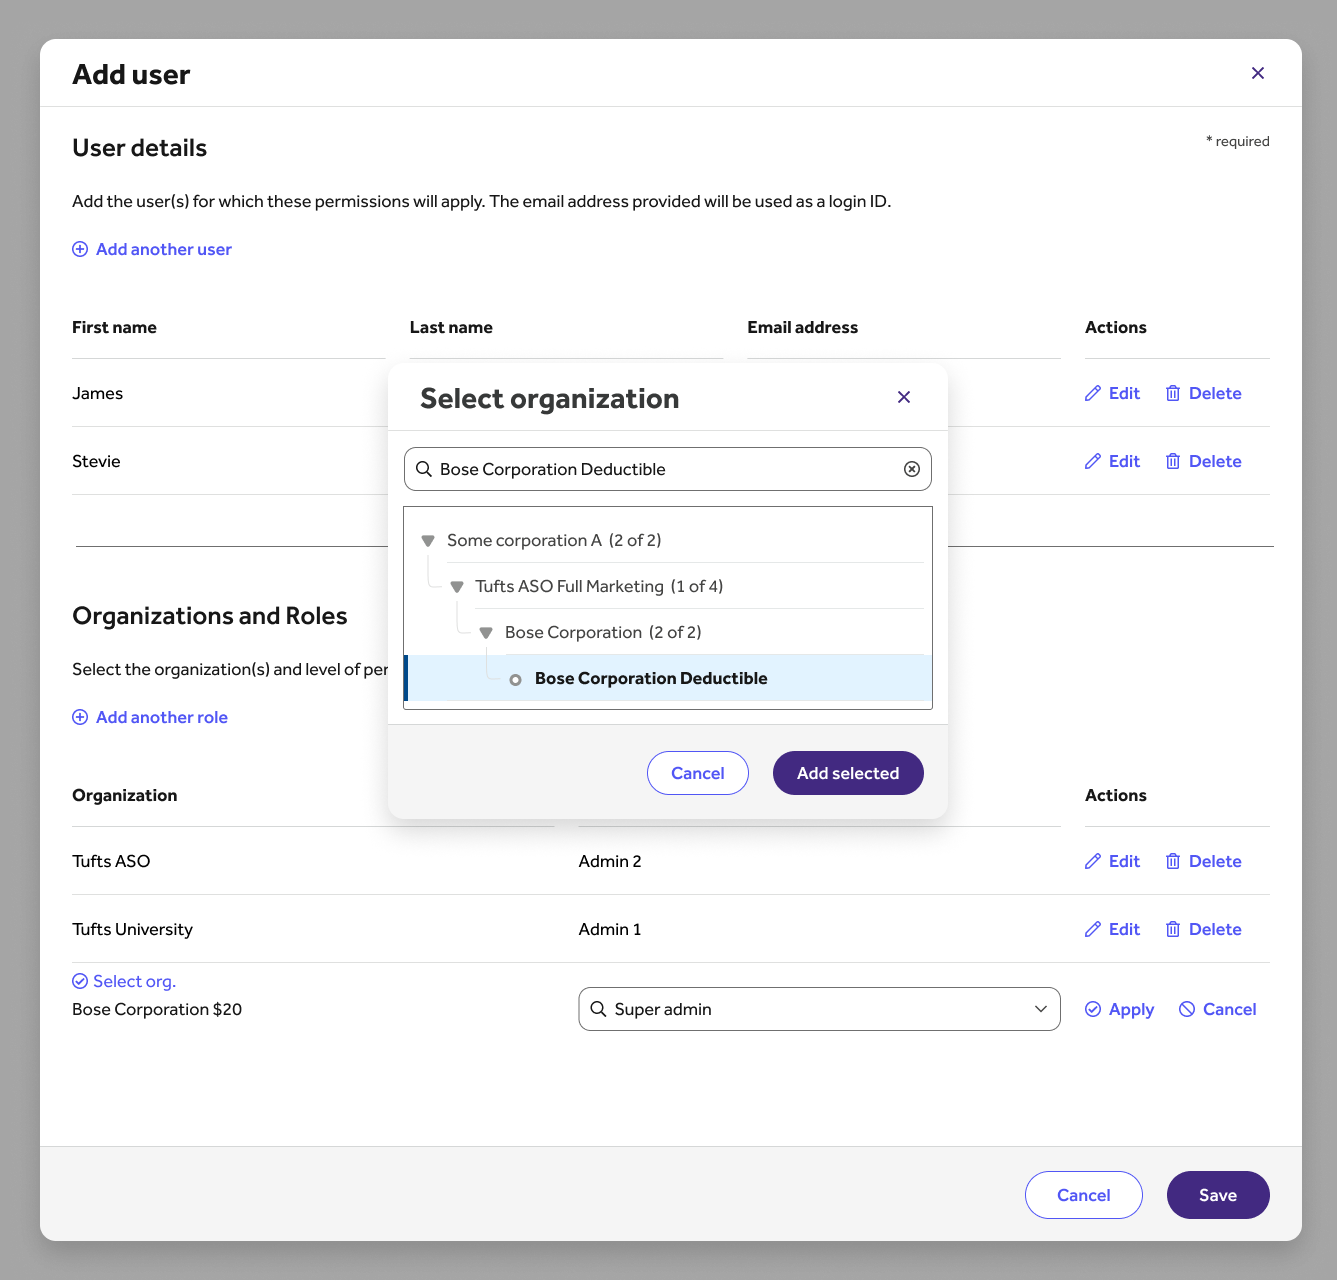 Add user
User details
* required
Add the user(s) for which these permissions will apply. The email address provided will be used as a login ID.
Add another user
First name Last name Email address Actions
James Edit Delete
Stevie Edit Delete
Select organization
Bose Corporation Deductible
Some corporation A (2 of 2)
Tufts ASO Full Marketing (1 of 4)
Bose Corporation (2 of 2)
Bose Corporation Deductible
Cancel Add selected
Organizations and Roles
Select the organization(s) and level of per
Add another role
Organization Actions
Tufts ASO Admin 2 Edit Delete
Tufts University Admin 1 Edit Delete
Select org.
Bose Corporation $20 Super admin Apply Cancel
Cancel Save